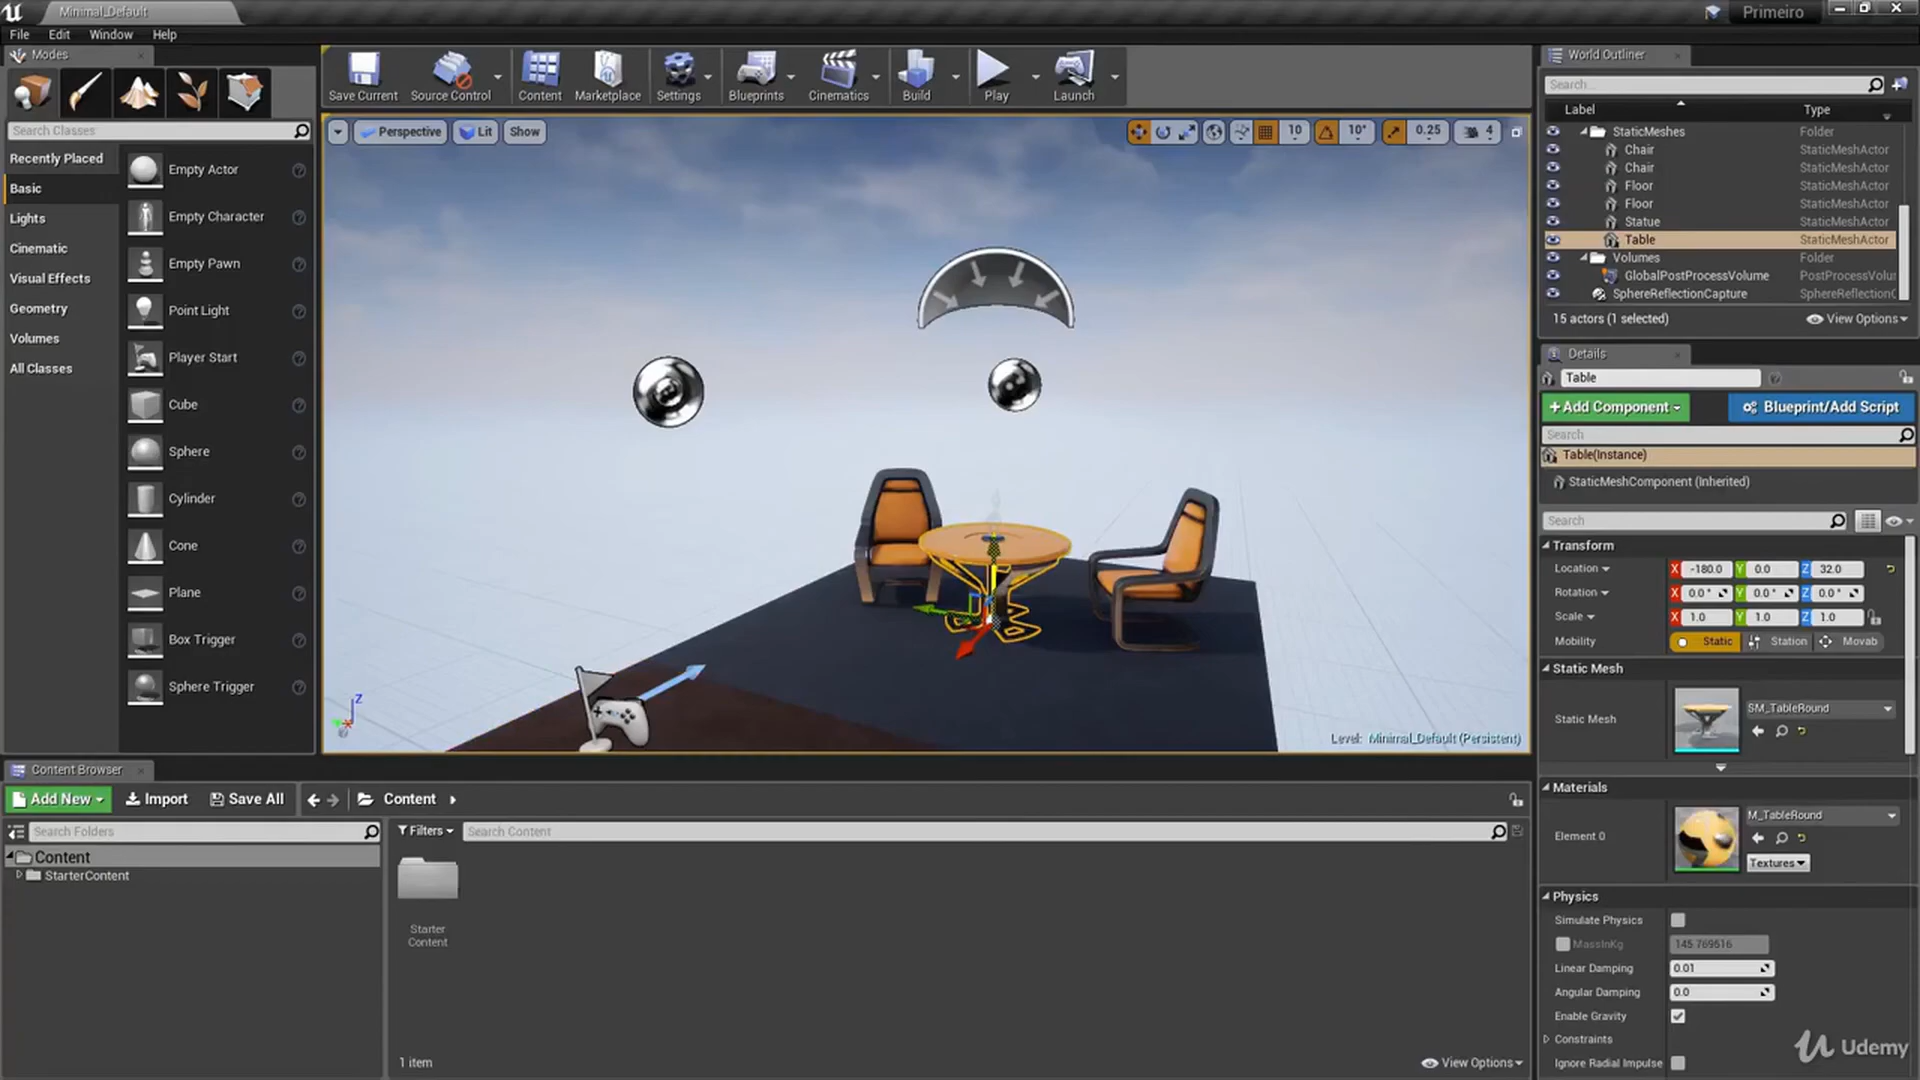 Minimal_Default
Primeiro
File Edit Window Help
Modes
Save Current
Source Control
Content
Marketplace
Settings
Blueprints
Cinematics
Build
Play
Launch
Search Classes
Recently Placed
Basic
Lights
Cinematic
Visual Effects
Geometry
Volumes
All Classes
Empty Actor
Empty Character
Empty Pawn
Point Light
Player Start
Cube
Sphere
Cylinder
Cone
Plane
Box Trigger
Sphere Trigger
Perspective Lit Show
10 10° 0.25 4
Z
Level: Minimal_Default (Persistent)
World Outliner
Search...
Label Type
StaticMeshes Folder
Chair StaticMeshActor
Chair StaticMeshActor
Floor StaticMeshActor
Floor StaticMeshActor
Statue StaticMeshActor
Table StaticMeshActor
Volumes Folder
GlobalPostProcessVolume PostProcessVolu
SphereReflectionCapture SphereReflectionC
15 actors (1 selected) View Options
Details
Table
+Add Component Blueprint/Add Script
Search
Table(Instance)
StaticMeshComponent (Inherited)
Search
Transform
Location X -180.0 Y 0.0 Z 32.0
Rotation X 0.0° Y 0.0° Z 0.0°
Scale X 1.0 Y 1.0 Z 1.0
Mobility Static Station Movab
Static Mesh
Static Mesh SM_TableRound
Materials
Element 0 M_TableRound
Textures
Physics
Simulate Physics
MassInKg 145.769516
Linear Damping 0.01
Angular Damping 0.0
Enable Gravity
Constraints
Ignore Radial Impulse
Udemy
Content Browser
Add New Import Save All Content
Search Folders
Filters Search Content
Content
StarterContent
Starter
Content
1 item
View Options